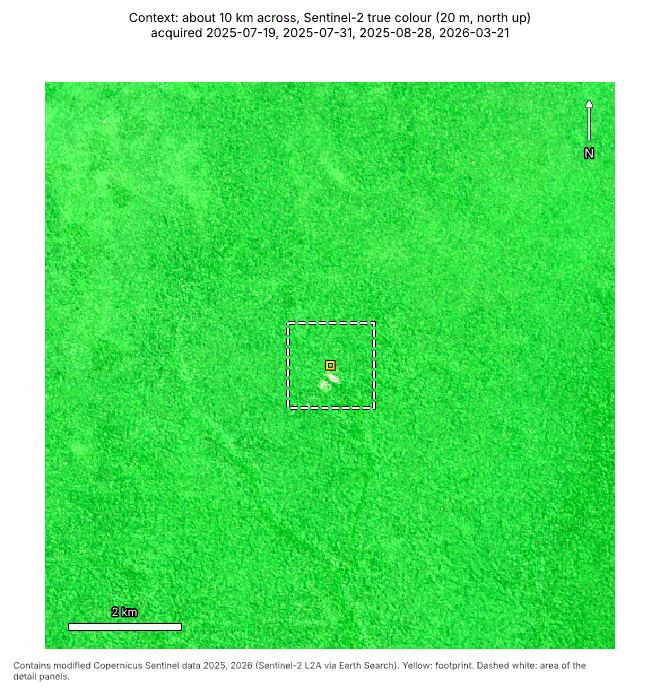 Context: about 10 km across, Sentinel-2 true colour (20 m, north up)
acquired 2025-07-19, 2025-07-31, 2025-08-28, 2026-03-21
N
2 km
Contains modified Copernicus Sentinel data 2025, 2026 (Sentinel-2 L2A via Earth Search). Yellow: footprint. Dashed white: area of the
detail panels.